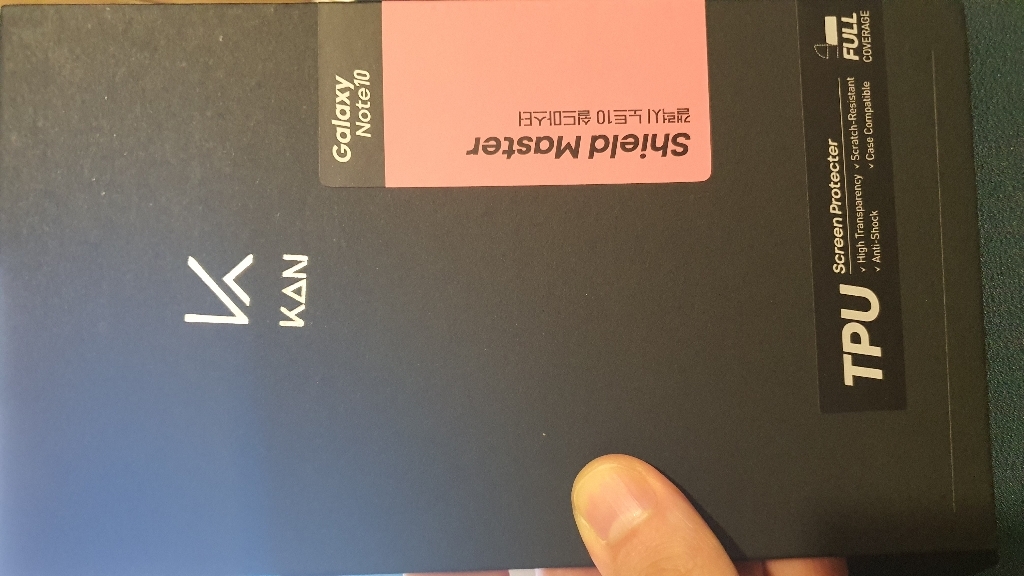 Galaxy
Note10
Shield Master
갤럭시 노트10 쉴드마스터
KAN
TPU
Screen Protecter
✓ High Transparency ✓ Scratch-Resistant
✓ Anti-Shock ✓ Case Compatible
FULL
COVERAGE